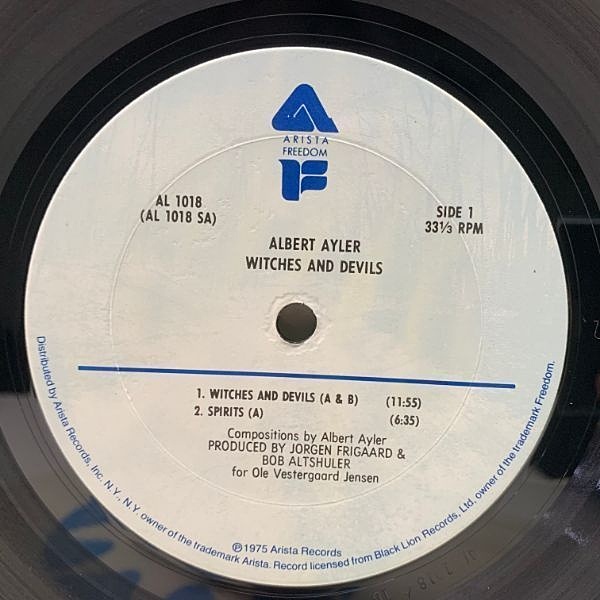 ARISTA
FREEDOM
F
AL 1018
(AL 1018 SA)
SIDE 1
33⅓ RPM
ALBERT AYLER
WITCHES AND DEVILS
1. WITCHES AND DEVILS (A & B) (11:55)
2. SPIRITS (A) (6:35)
Compositions by Albert Ayler
PRODUCED BY JORGEN FRIGAARD &
BOB ALTSHULER
for Ole Vestergaard Jensen
℗1975 Arista Records
Distributed by Arista Records, Inc. N.Y., N.Y. owner of the trademark Arista. Record licensed from Black Lion Records, Ltd. owner of the trademark Freedom.